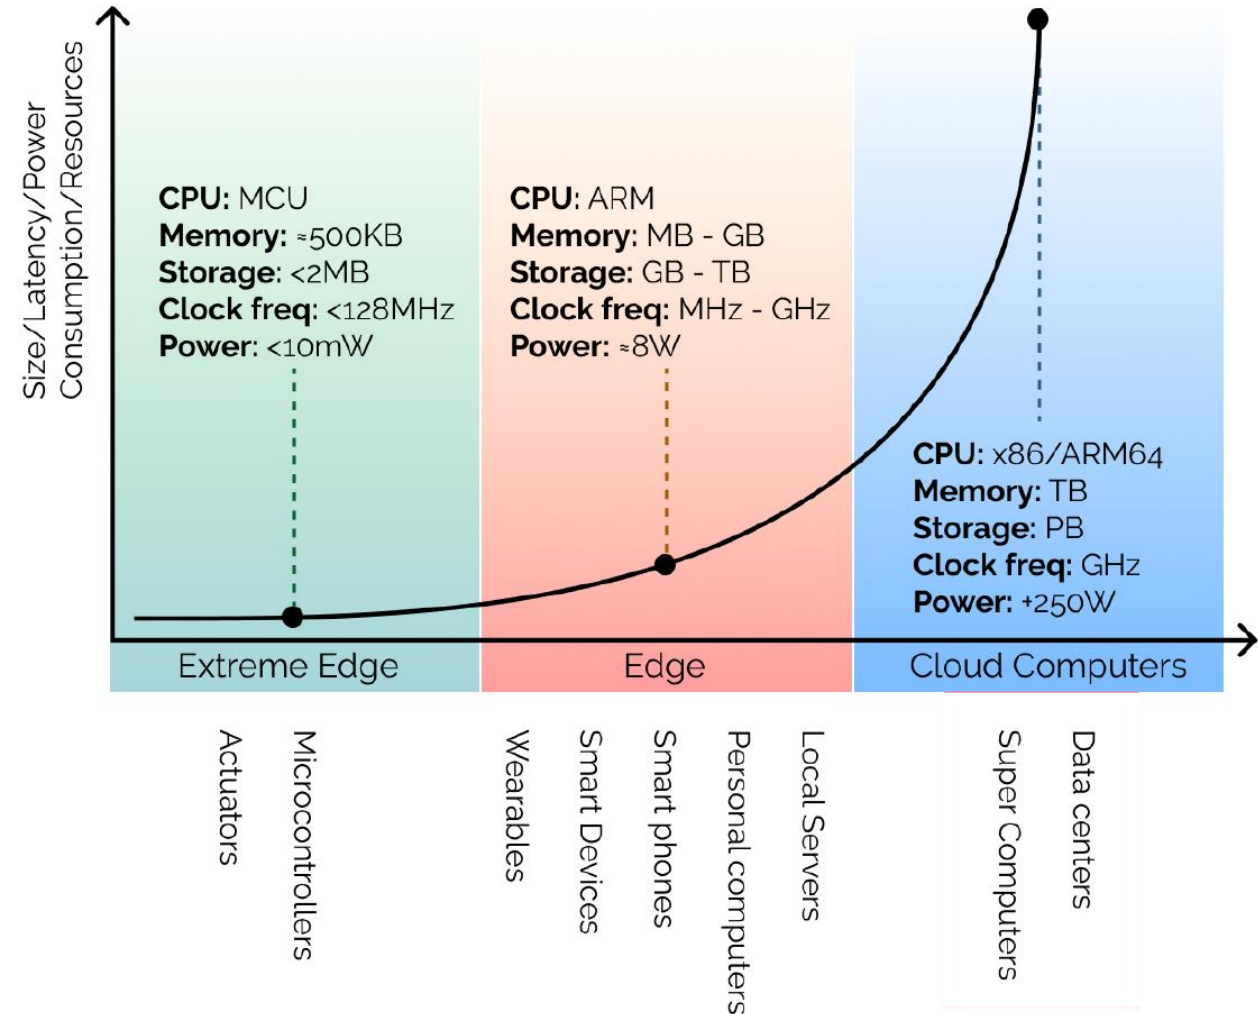 Size/Latency/Power
Consumption/Resources
CPU: MCU
Memory: ≈500KB
Storage: <2MB
Clock freq: <128MHz
Power: <10mW
CPU: ARM
Memory: MB - GB
Storage: GB - TB
Clock freq: MHz - GHz
Power: ≈8W
CPU: x86/ARM64
Memory: TB
Storage: PB
Clock freq: GHz
Power: +250W
Extreme Edge
Edge
Cloud Computers
Actuators
Microcontrollers
Wearables
Smart Devices
Smart phones
Personal computers
Local Servers
Super Computers
Data centers